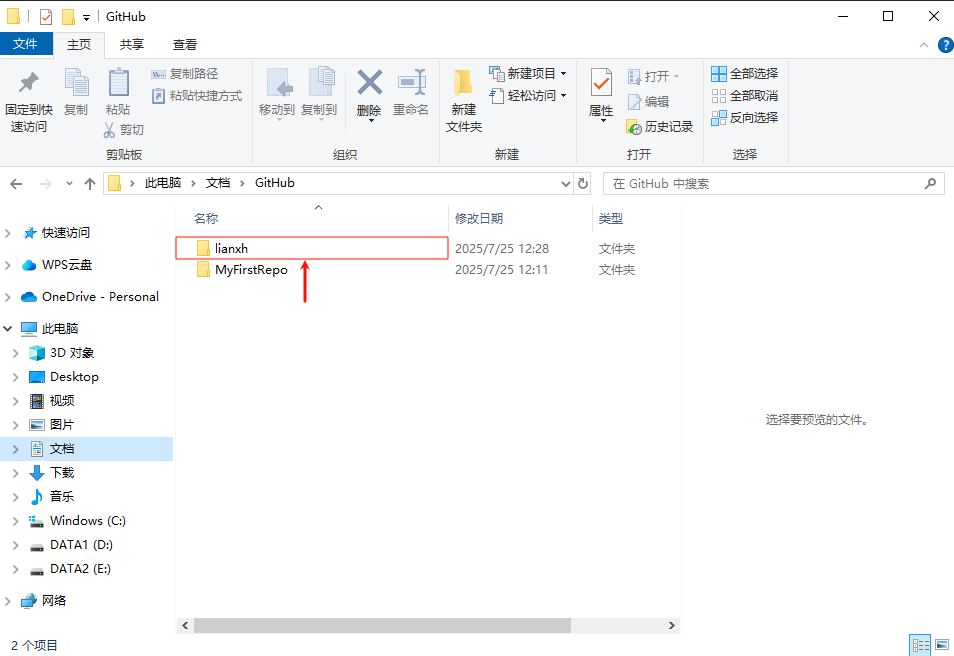 GitHub
文件 主页 共享 查看
固定到快速访问
复制
粘贴
复制路径
粘贴快捷方式
剪切
剪贴板
移动到
复制到
删除
重命名
组织
新建文件夹
新建项目
轻松访问
新建
属性
打开
编辑
历史记录
打开
全部选择
全部取消
反向选择
选择
此电脑 > 文档 > GitHub
在 GitHub 中搜索
快速访问
WPS云盘
OneDrive - Personal
此电脑
3D 对象
Desktop
视频
图片
文档
下载
音乐
Windows (C:)
DATA1 (D:)
DATA2 (E:)
网络
名称 修改日期 类型
lianxh 2025/7/25 12:28 文件夹
MyFirstRepo 2025/7/25 12:11 文件夹
选择要预览的文件。
2 个项目